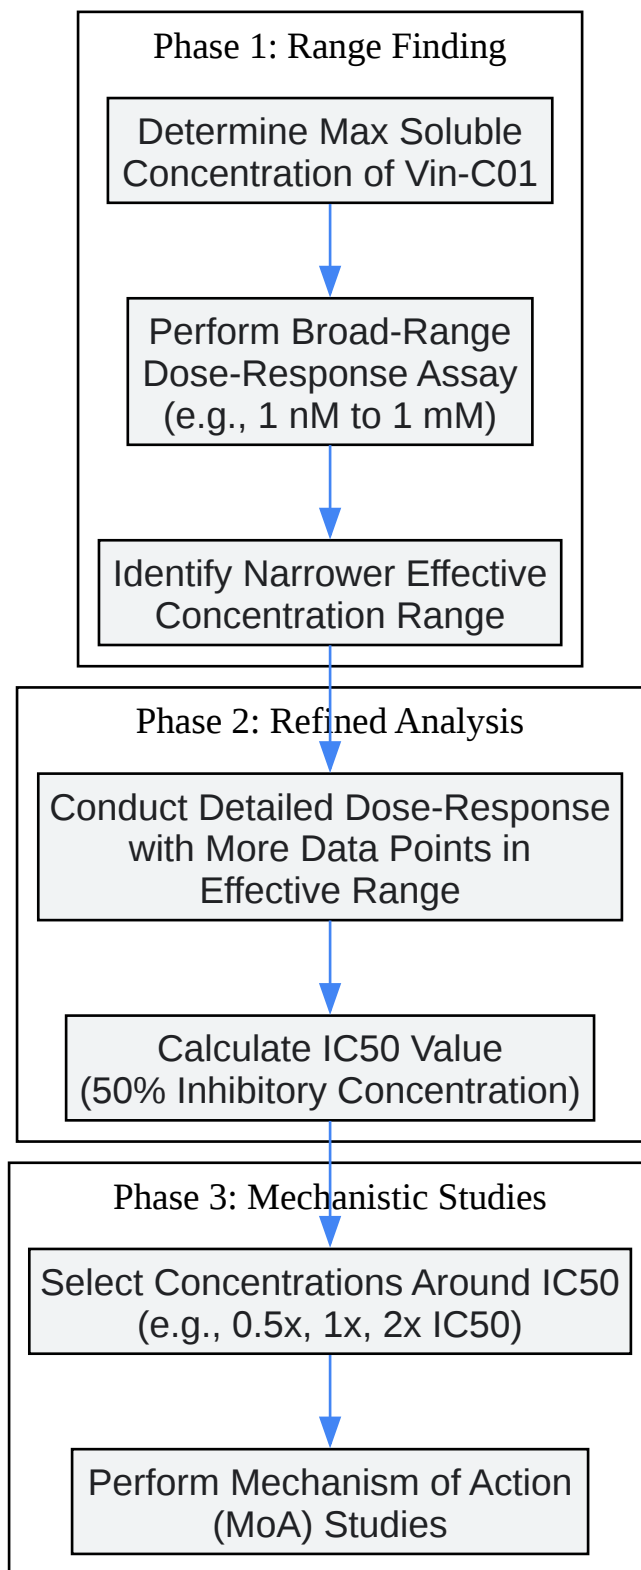 Phase 1: Range Finding
Determine Max Soluble
Concentration of Vin-C01
Perform Broad-Range
Dose-Response Assay
(e.g., 1 nM to 1 mM)
Identify Narrower Effective
Concentration Range
Phase 2: Refined Analysis
Conduct Detailed Dose-Response
with More Data Points in
Effective Range
Calculate IC50 Value
(50% Inhibitory Concentration)
Phase 3: Mechanistic Studies
Select Concentrations Around IC50
(e.g., 0.5x, 1x, 2x IC50)
Perform Mechanism of Action
(MoA) Studies